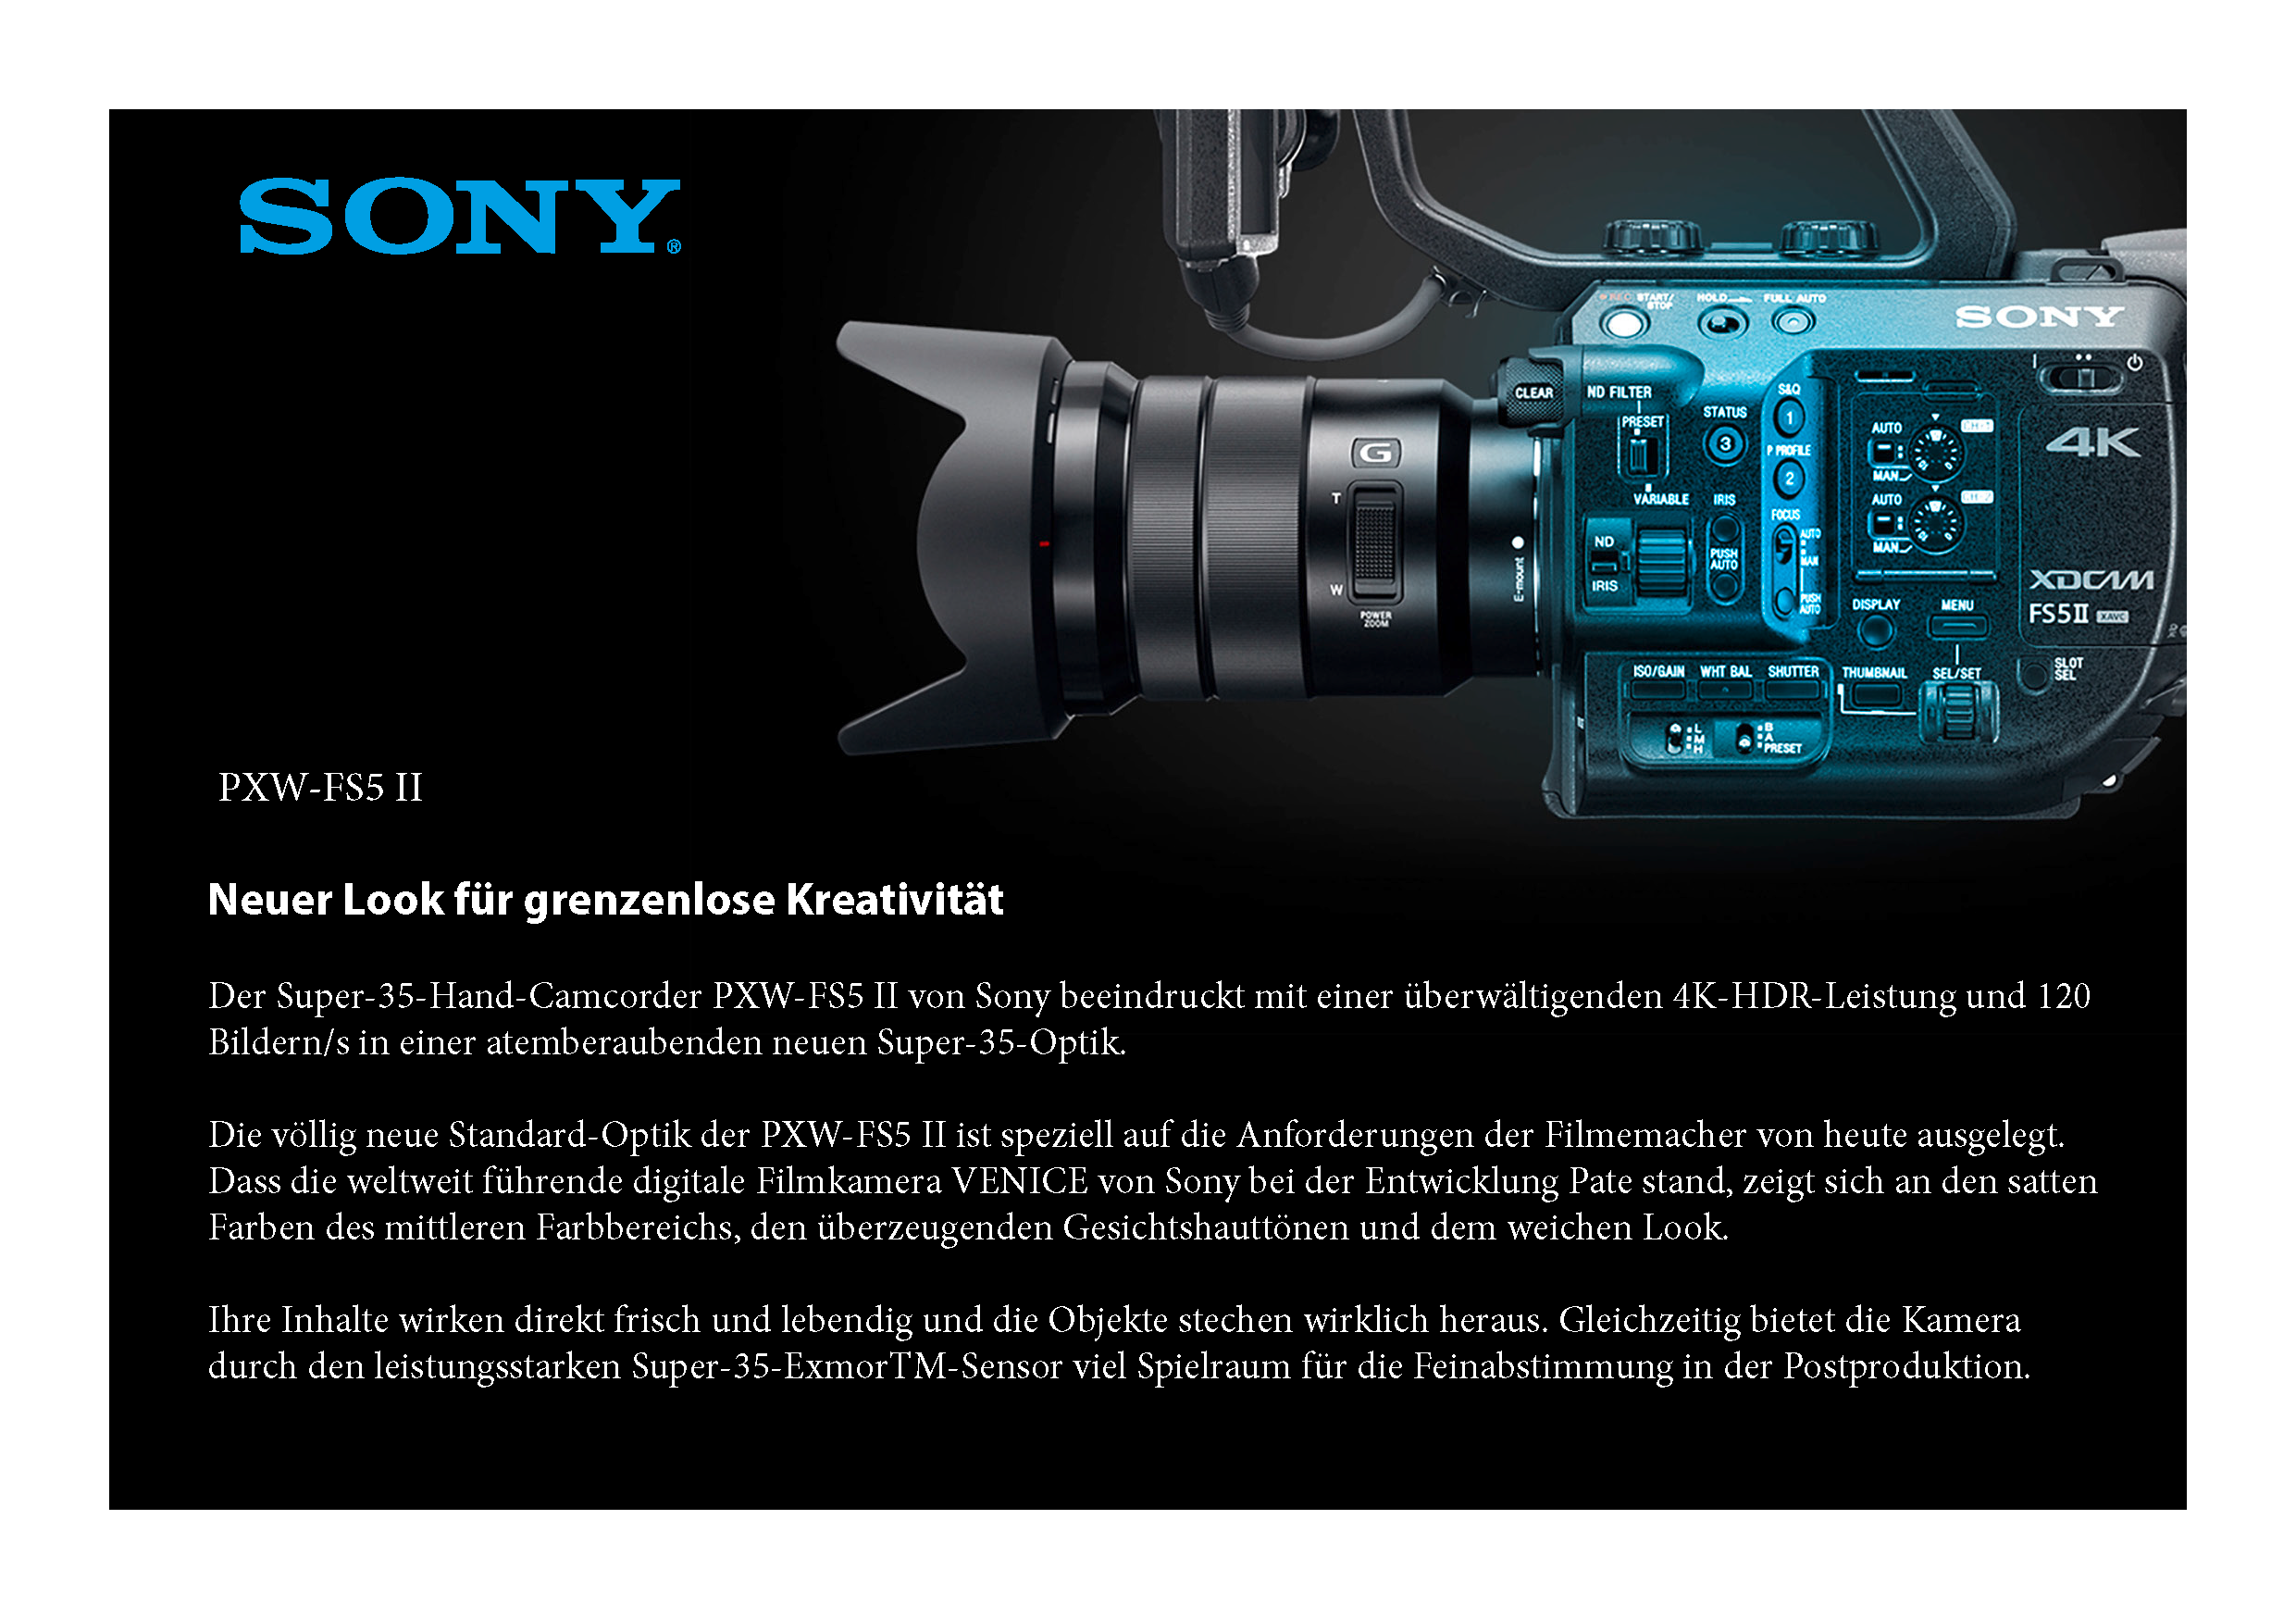 SONY®
REC START/
STOP
HOLD
FULL AUTO
SONY
CLEAR
ND FILTER
PRESET
VARIABLE
STATUS
3
S&Q
1
P PROFILE
2
IRIS
PUSH
AUTO
FOCUS
AUTO
MAN
PUSH
AUTO
ND
IRIS
AUTO
MAN
AUTO
MAN
4K
XDCAM
FS5II XAVC
DISPLAY
MENU
ISO/GAIN WHT BAL SHUTTER
THUMBNAIL
SEL/SET
SLOT
SEL
L
M
H
B
A
PRESET
G
T
W
POWER
ZOOM
E-mount
PXW-FS5 II
Neuer Look für grenzenlose Kreativität
Der Super-35-Hand-Camcorder PXW-FS5 II von Sony beeindruckt mit einer überwältigenden 4K-HDR-Leistung und 120
Bildern/s in einer atemberaubenden neuen Super-35-Optik.
Die völlig neue Standard-Optik der PXW-FS5 II ist speziell auf die Anforderungen der Filmemacher von heute ausgelegt.
Dass die weltweit führende digitale Filmkamera VENICE von Sony bei der Entwicklung Pate stand, zeigt sich an den satten
Farben des mittleren Farbbereichs, den überzeugenden Gesichtshauttönen und dem weichen Look.
Ihre Inhalte wirken direkt frisch und lebendig und die Objekte stechen wirklich heraus. Gleichzeitig bietet die Kamera
durch den leistungsstarken Super-35-ExmorTM-Sensor viel Spielraum für die Feinabstimmung in der Postproduktion.